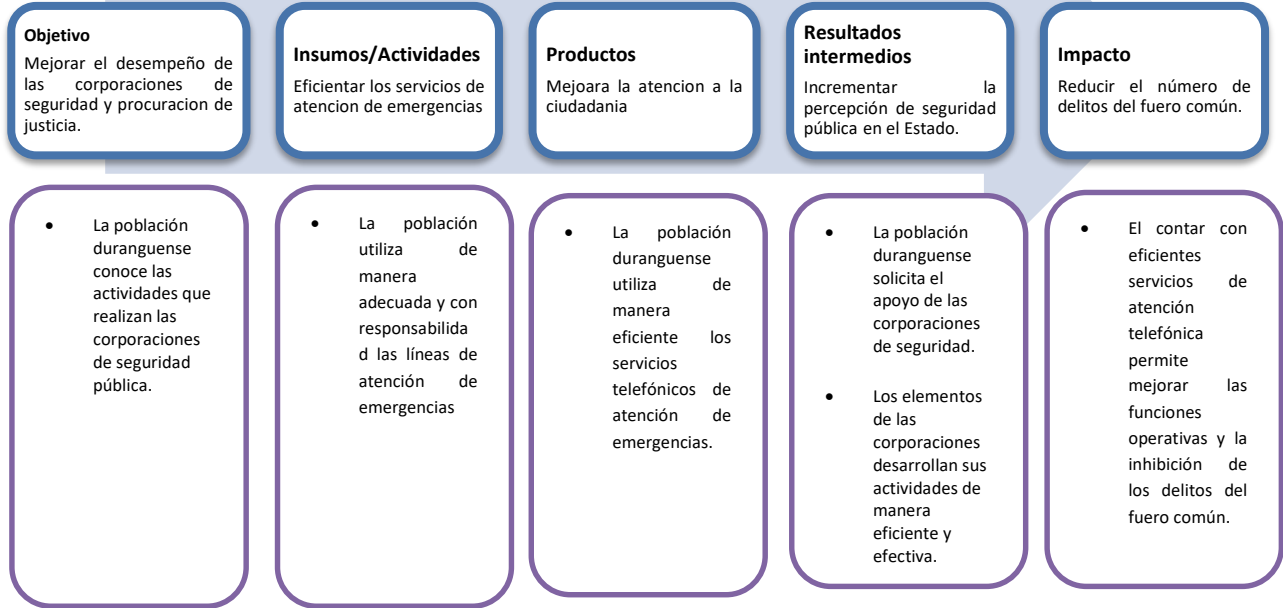 Objetivo
Mejorar el desempeño de
las corporaciones de
seguridad y procuracion de
justicia.
Insumos/Actividades
Eficientar los servicios de
atencion de emergencias
Productos
Mejoara la atencion a la
ciudadania
Resultados
intermedios
Incrementar la
percepción de seguridad
pública en el Estado.
Impacto
Reducir el número de
delitos del fuero común.
• La población
duranguense
conoce las
actividades que
realizan las
corporaciones
de seguridad
pública.
• La población
utiliza de
manera
adecuada y con
responsabilida
d las líneas de
atención de
emergencias
• La población
duranguense
utiliza de
manera
eficiente los
servicios
telefónicos de
atención de
emergencias.
• La población
duranguense
solicita el
apoyo de las
corporaciones
de seguridad.
• Los elementos
de las
corporaciones
desarrollan sus
actividades de
manera
eficiente y
efectiva.
• El contar con
eficientes
servicios de
atención
telefónica
permite
mejorar las
funciones
operativas y la
inhibición de
los delitos del
fuero común.